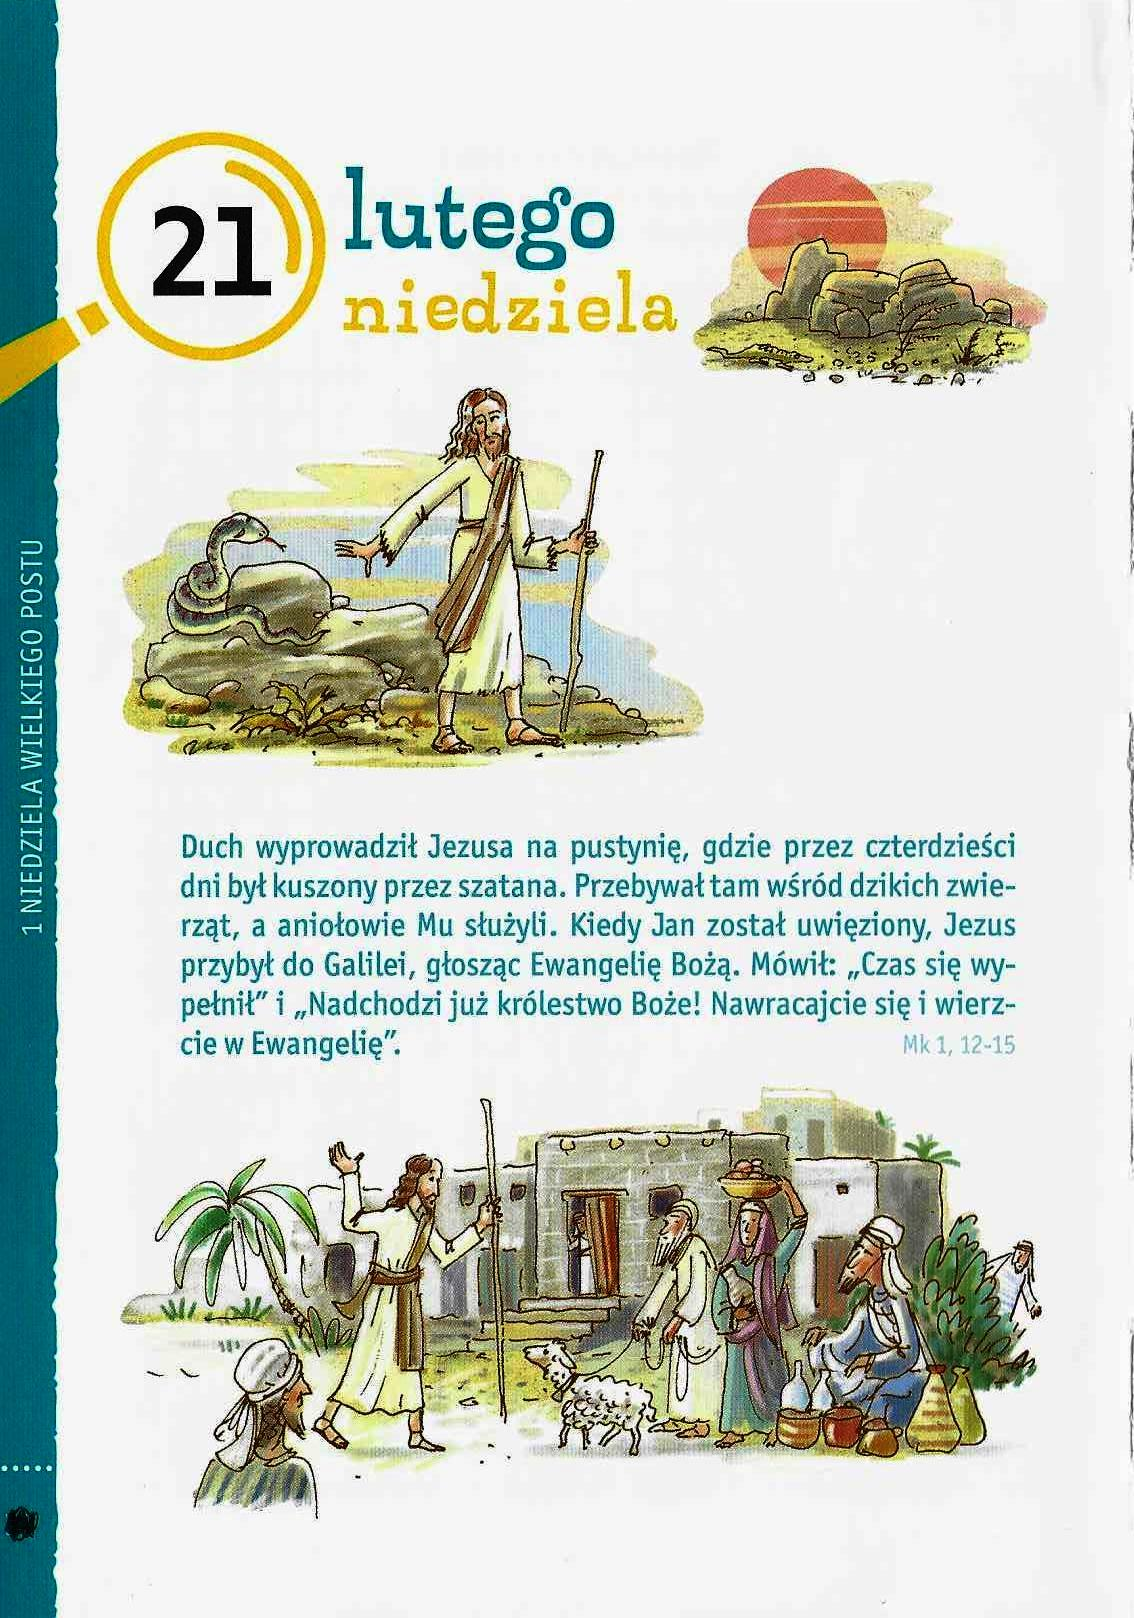 21
lutego
niedziela
1 NIEDZIELA WIELKIEGO POSTU
Duch wyprowadził Jezusa na pustynię, gdzie przez czterdzieści
dni był kuszony przez szatana. Przebywał tam wśród dzikich zwie-
rząt, a aniołowie Mu służyli. Kiedy Jan został uwięziony, Jezus
przybył do Galilei, głosząc Ewangelię Bożą. Mówił: „Czas się wy-
pełnił” i „Nadchodzi już królestwo Boże! Nawracajcie się i wierz-
cie w Ewangelię”.
Mk 1, 12-15